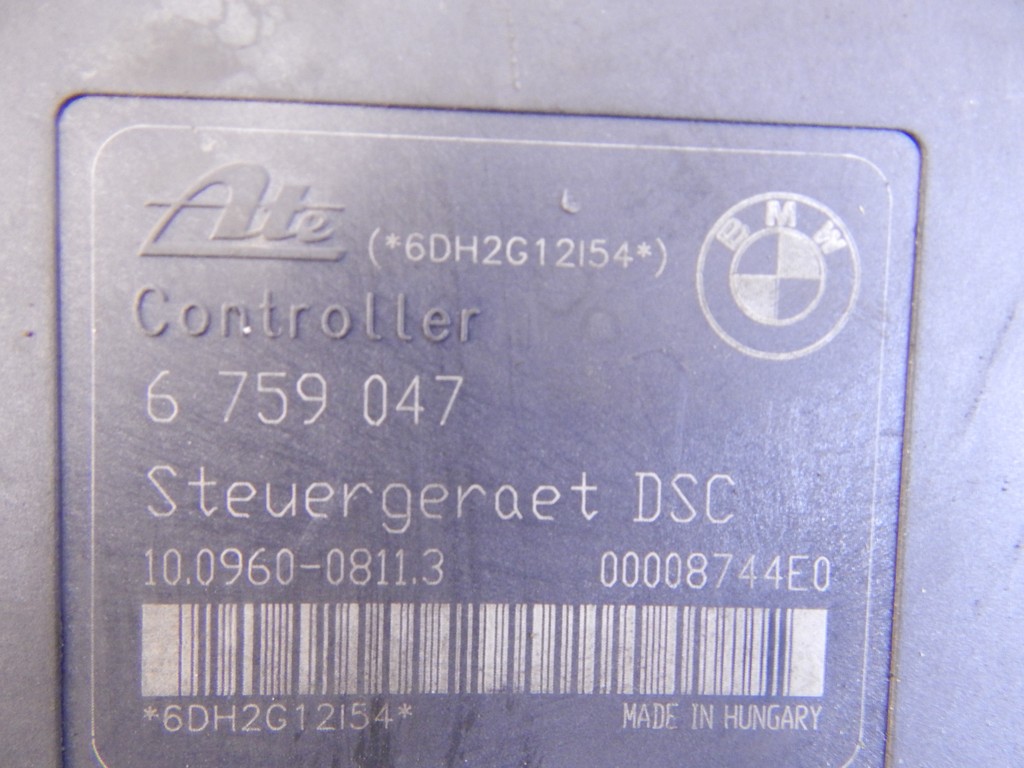 Ate (*6DH2G12I54*) BMW
Controller
6 759 047
Steuergeraet DSC
10.0960-0811.3 00008744E0
*6DH2G12I54* MADE IN HUNGARY